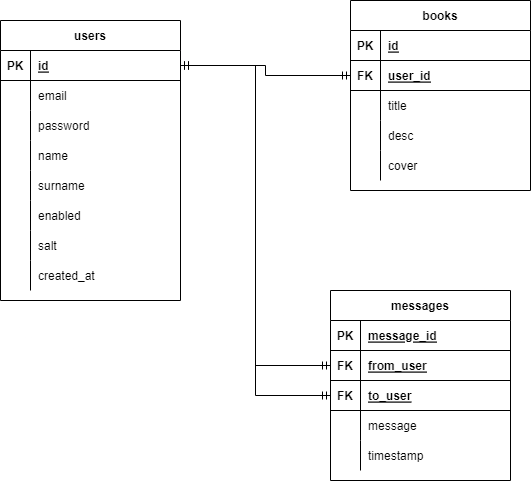 users
PK id
email
password
name
surname
enabled
salt
created_at
books
PK id
FK user_id
title
desc
cover
messages
PK message_id
FK from_user
FK to_user
message
timestamp